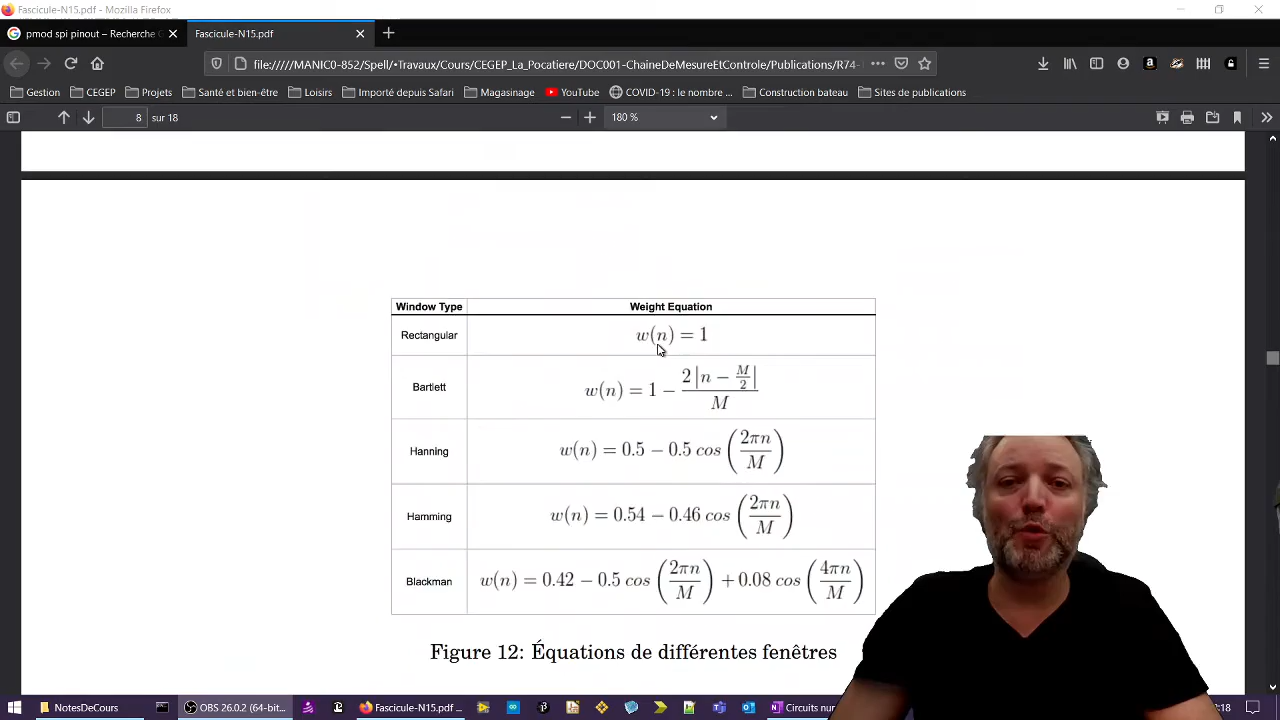 Fascicule-N15.pdf - Mozilla Firefox
pmod spi pinout – Recherche G
Fascicule-N15.pdf
file://///MANIC0-852/Spell/•Travaux/Cours/CEGEP_La_Pocatiere/DOC001-ChaineDeMesureEtControle/Publications/R74-
Gestion CEGEP Projets Santé et bien-être Loisirs Importé depuis Safari Magasinage YouTube COVID-19 : le nombre ... Construction bateau Sites de publications
8 sur 18 180 %
Window Type Weight Equation
Rectangular w(n) = 1
Bartlett w(n) = 1 − 2|n − M/2| / M
Hanning w(n) = 0.5 − 0.5 cos (2πn / M)
Hamming w(n) = 0.54 − 0.46 cos (2πn / M)
Blackman w(n) = 0.42 − 0.5 cos (2πn / M) + 0.08 cos (4πn / M)
Figure 12: Équations de différentes fenêtres
NotesDeCours OBS 26.0.2 (64-bit... Fascicule-N15.pdf ... Circuits nur :18